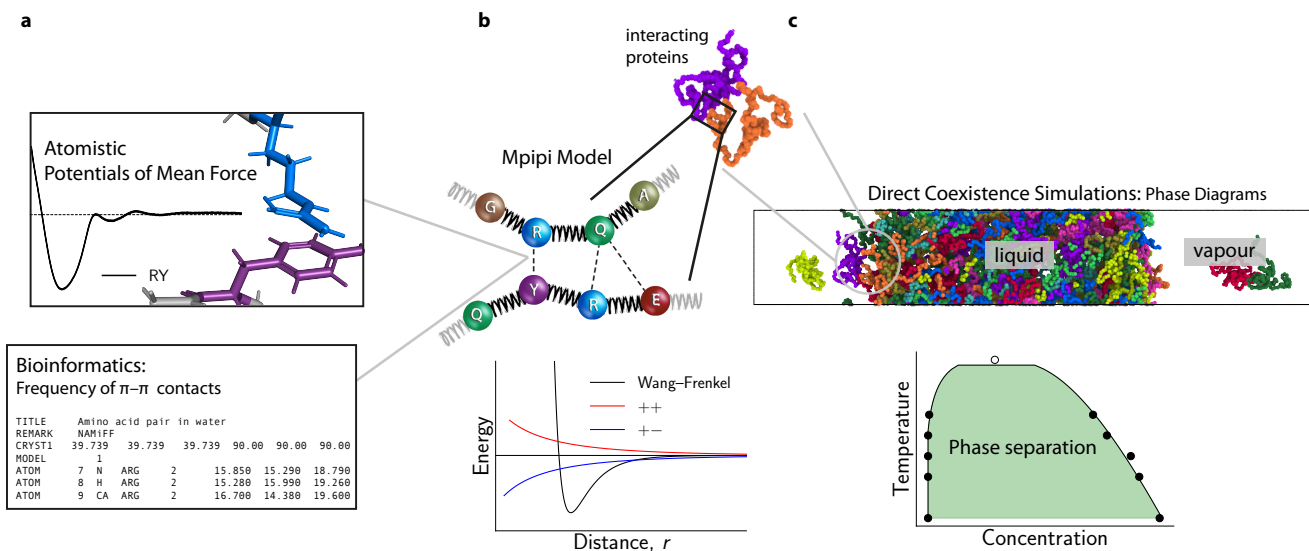 a
Atomistic
Potentials of Mean Force
RY
Bioinformatics:
Frequency of π–π contacts
TITLE Amino acid pair in water
REMARK NAMiFF
CRYST1 39.739 39.739 39.739 90.00 90.00 90.00
MODEL 1
ATOM 7 N ARG 2 15.850 15.290 18.790
ATOM 8 H ARG 2 15.280 15.990 19.260
ATOM 9 CA ARG 2 16.700 14.380 19.600
b
interacting
proteins
Mpipi Model
G R Q A
Q Y R E
Wang–Frenkel
++
+−
Energy
Distance, r
c
Direct Coexistence Simulations: Phase Diagrams
liquid
vapour
Temperature
Phase separation
Concentration